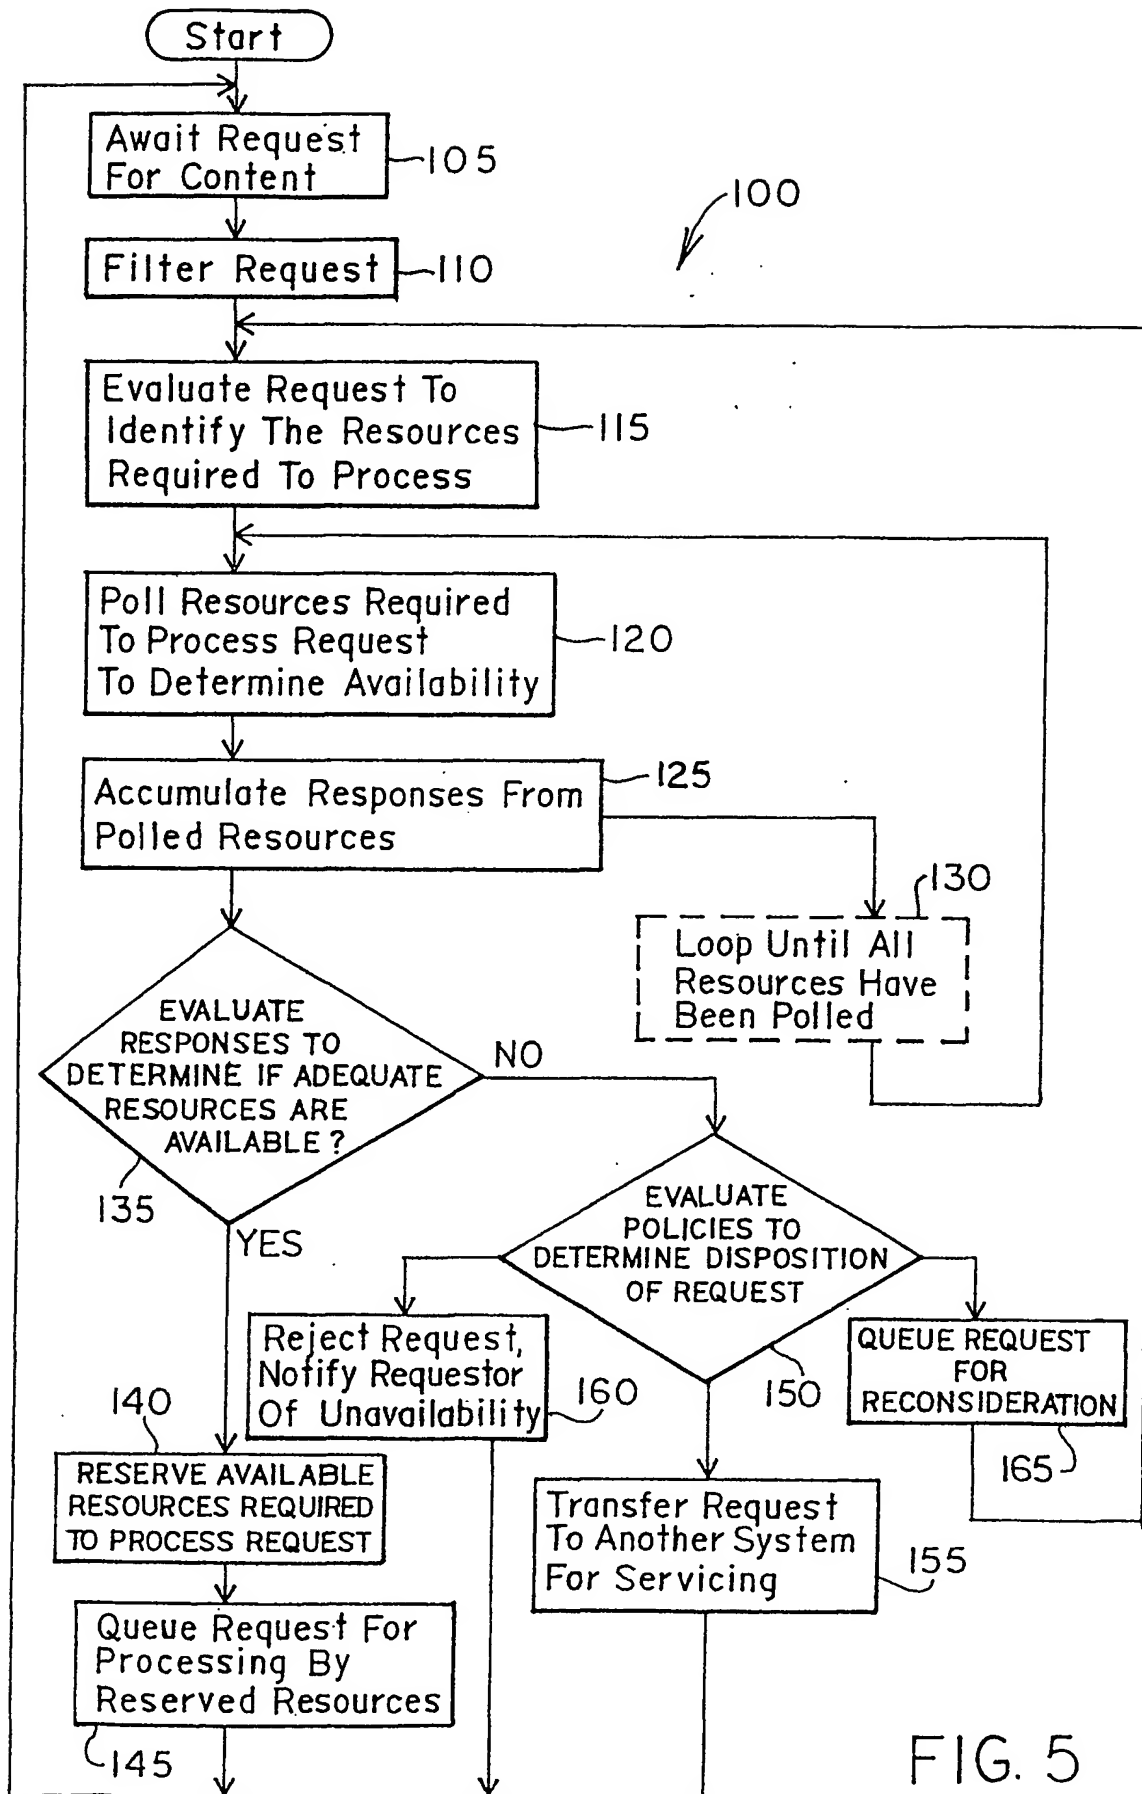 Start
Await Request
For Content
105
100
Filter Request
110
Evaluate Request To
Identify The Resources
Required To Process
115
Poll Resources Required
To Process Request
To Determine Availability
120
Accumulate Responses From
Polled Resources
125
130
Loop Until All
Resources Have
Been Polled
EVALUATE
RESPONSES TO
DETERMINE IF ADEQUATE
RESOURCES ARE
AVAILABLE ?
135
NO
YES
EVALUATE
POLICIES TO
DETERMINE DISPOSITION
OF REQUEST
150
Reject Request,
Notify Requestor
Of Unavailability
160
QUEUE REQUEST
FOR
RECONSIDERATION
165
140
RESERVE AVAILABLE
RESOURCES REQUIRED
TO PROCESS REQUEST
Transfer Request
To Another System
For Servicing
155
Queue Request For
Processing By
Reserved Resources
145
FIG. 5